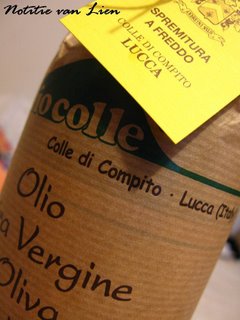 Notitie van Lien
SPREMITURA
A FREDDO
COLLE DI COMPITO
LUCCA
colle
Colle di Compito · Lucca
Olio
Vergine
Oliva